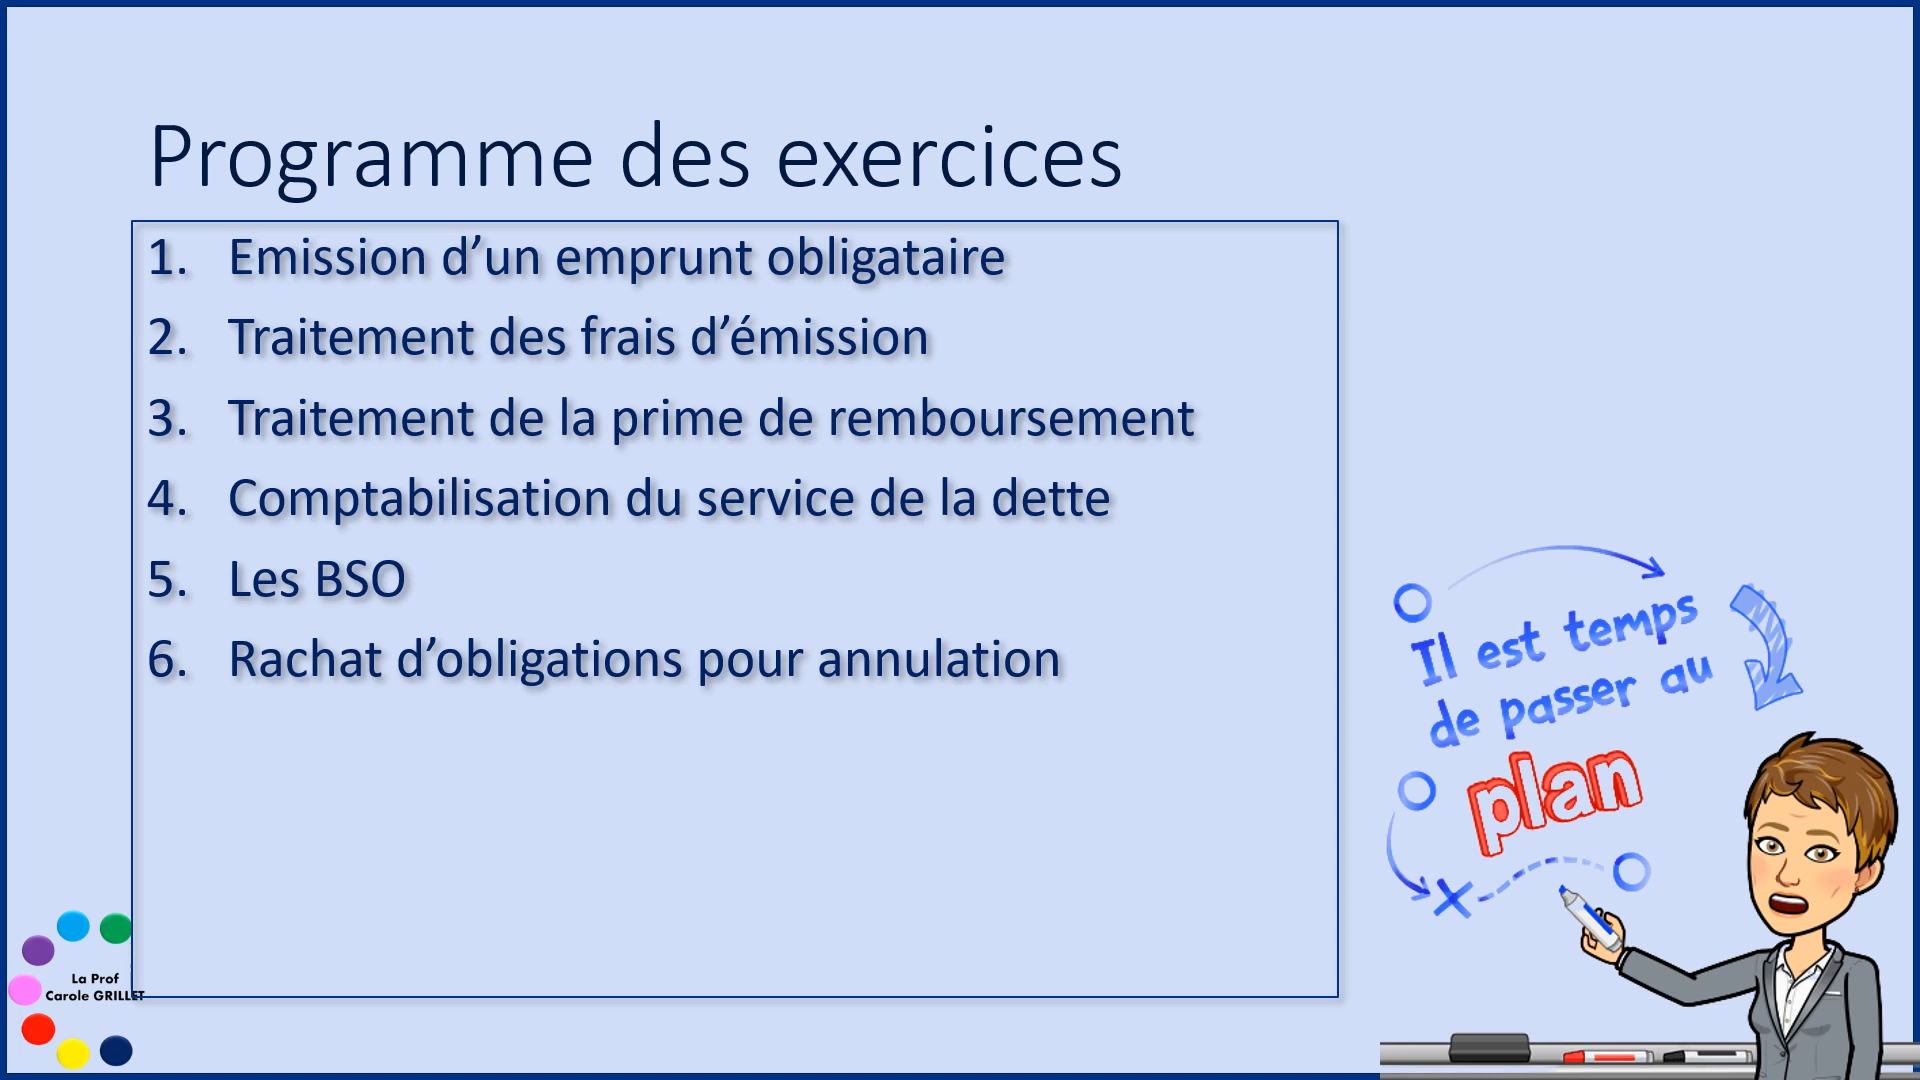 Programme des exercices
1. Emission d’un emprunt obligataire
2. Traitement des frais d’émission
3. Traitement de la prime de remboursement
4. Comptabilisation du service de la dette
5. Les BSO
6. Rachat d’obligations pour annulation
Il est temps
de passer au
plan
La Prof
Carole GRILLET